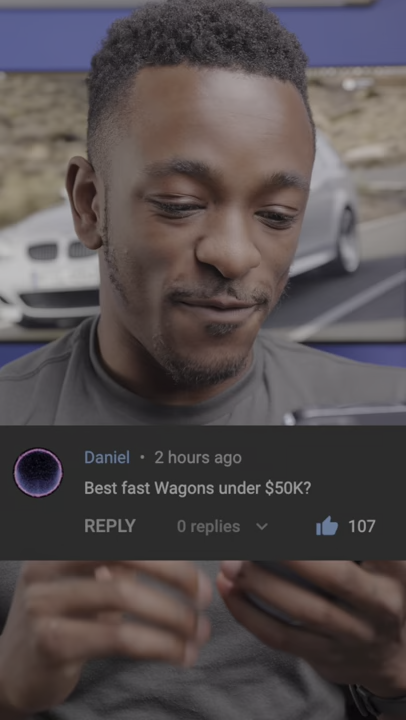 Daniel • 2 hours ago
Best fast Wagons under $50K?
REPLY 0 replies 107